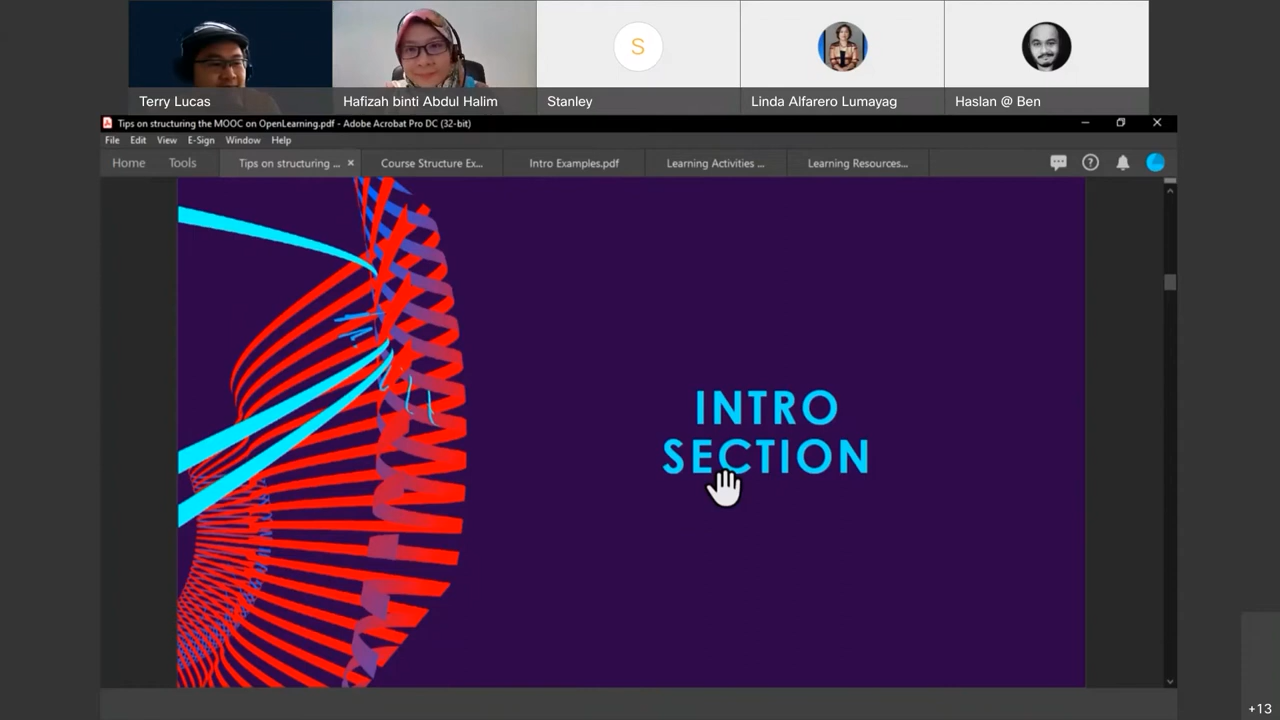 S
Terry Lucas
Hafizah binti Abdul Halim
Stanley
Linda Alfarero Lumayag
Haslan @ Ben
Tips on structuring the MOOC on OpenLearning.pdf - Adobe Acrobat Pro DC (32-bit)
File Edit View E-Sign Window Help
Home Tools Tips on structuring ... × Course Structure Ex... Intro Examples.pdf Learning Activities ... Learning Resources...
INTRO
SECTION
+13